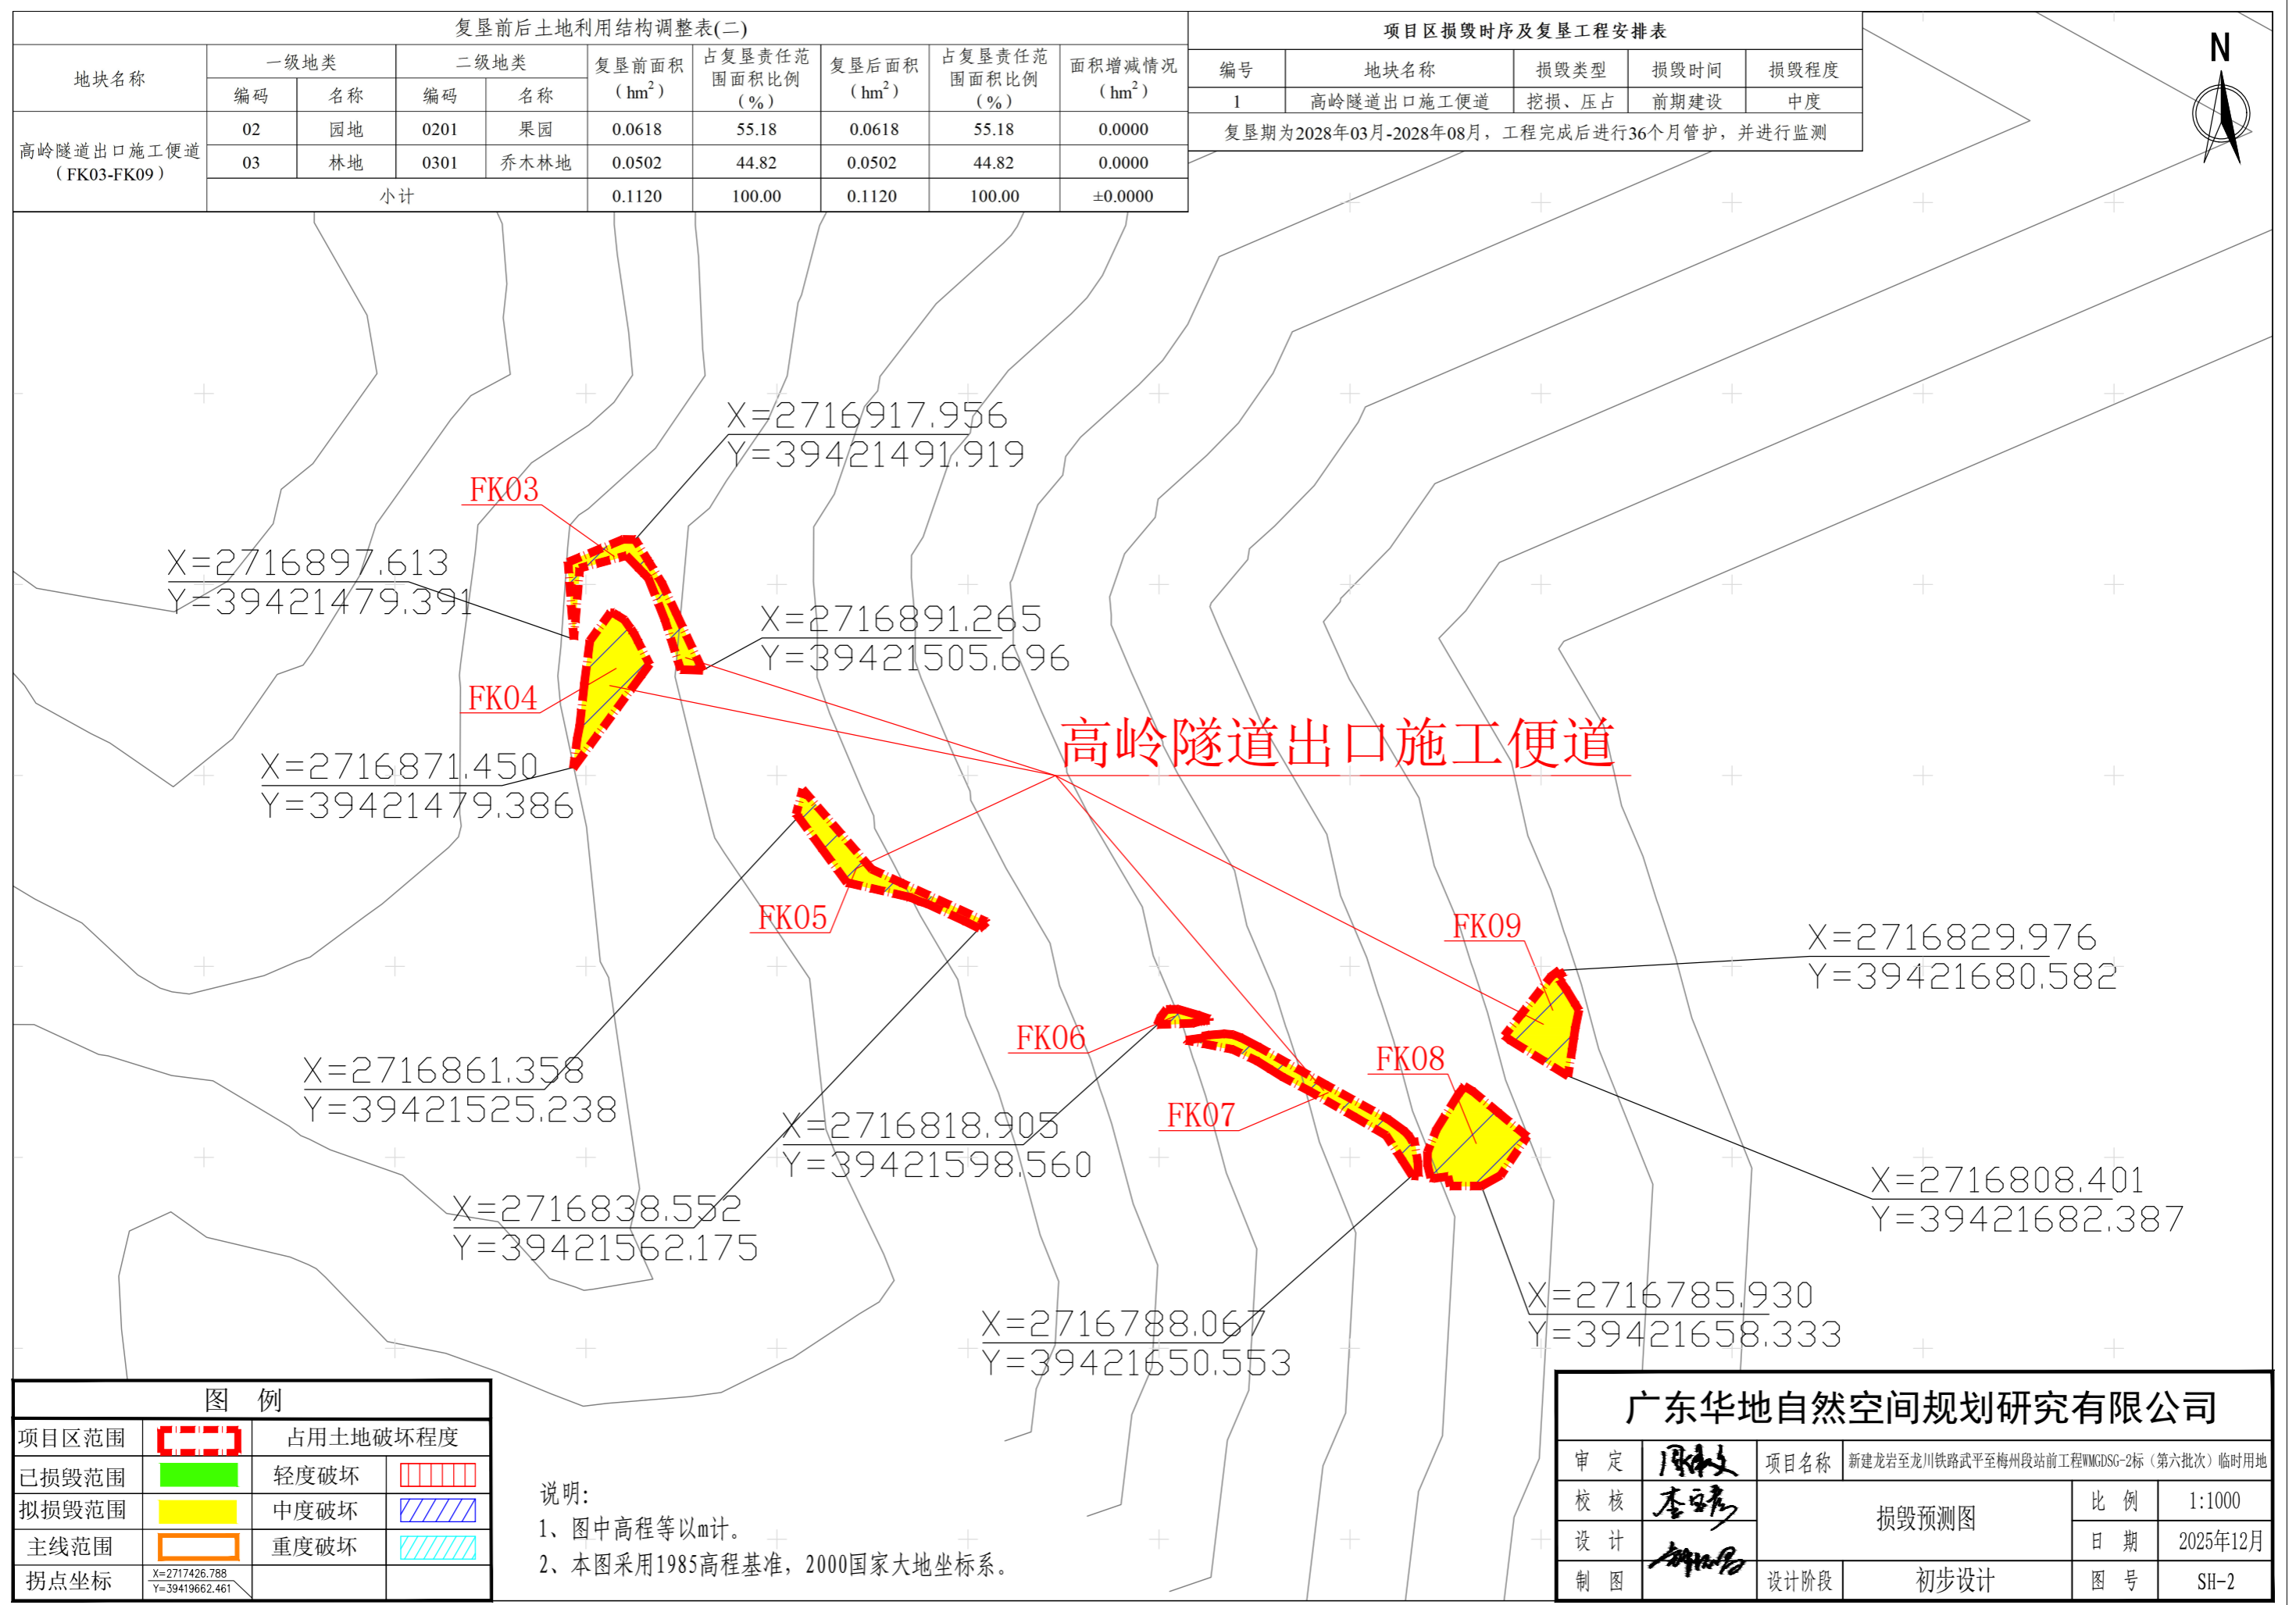 复垦前后土地利用结构调整表(二)
地块名称 一级地类 二级地类 复垦前面积（hm²） 占复垦责任范围面积比例（%） 复垦后面积（hm²） 占复垦责任范围面积比例（%） 面积增减情况（hm²）
编码 名称 编码 名称
高岭隧道出口施工便道（FK03-FK09）
02 园地 0201 果园 0.0618 55.18 0.0618 55.18 0.0000
03 林地 0301 乔木林地 0.0502 44.82 0.0502 44.82 0.0000
小计 0.1120 100.00 0.1120 100.00 ±0.0000
项目区损毁时序及复垦工程安排表
编号 地块名称 损毁类型 损毁时间 损毁程度
1 高岭隧道出口施工便道 挖损、压占 前期建设 中度
复垦期为2028年03月-2028年08月，工程完成后进行36个月管护，并进行监测
N
X=2716917.956
Y=39421491.919
FK03
X=2716897.613
Y=39421479.391
X=2716891.265
Y=39421505.696
FK04
高岭隧道出口施工便道
X=2716871.450
Y=39421479.386
FK05
FK09
X=2716829.976
Y=39421680.582
FK06
FK08
X=2716861.358
Y=39421525.238
FK07
X=2716818.905
Y=39421598.560
X=2716808.401
Y=39421682.387
X=2716838.552
Y=39421562.175
X=2716785.930
Y=39421658.333
X=2716788.067
Y=39421650.553
图 例
项目区范围 占用土地破坏程度
已损毁范围 轻度破坏
拟损毁范围 中度破坏
主线范围 重度破坏
拐点坐标 X=2717426.788
Y=39419662.461
说明:
1、图中高程等以m计。
2、本图采用1985高程基准，2000国家大地坐标系。
广东华地自然空间规划研究有限公司
审 定 项目名称 新建龙岩至龙川铁路武平至梅州段站前工程WMGDSG-2标（第六批次）临时用地
校 核 损毁预测图 比 例 1:1000
设 计 日 期 2025年12月
制 图 设计阶段 初步设计 图 号 SH-2